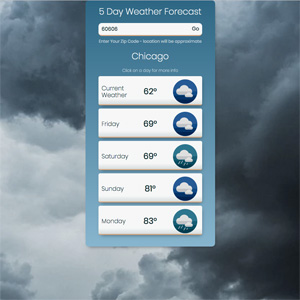 5 Day Weather Forecast
60606 Go
Enter Your Zip Code - location will be approximate
Chicago
Click on a day for more info
Current
Weather 62°
Friday 69°
Saturday 69°
Sunday 81°
Monday 83°